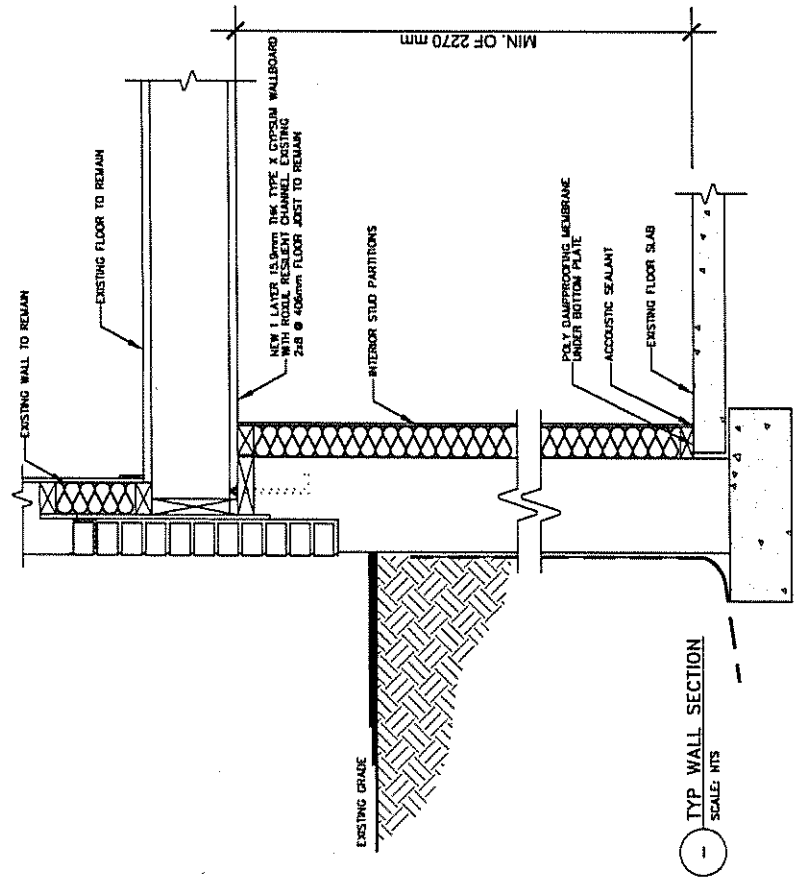 EXISTING WALL TO REMAIN
EXISTING FLOOR TO REMAIN
NEW 1 LAYER 15.9mm THK TYPE X GYPSUM WALLBOARD
WITH ROXUL RESILIENT CHANNEL. EXISTING
2x8 @ 406mm FLOOR JOIST TO REMAIN
MIN. OF 2270 mm
INTERIOR STUD PARTITIONS
POLY DAMPPROOFING MEMBRANE
UNDER BOTTOM PLATE
ACCOUSTIC SEALANT
EXISTING FLOOR SLAB
EXISTING GRADE
TYP WALL SECTION
SCALE: NTS